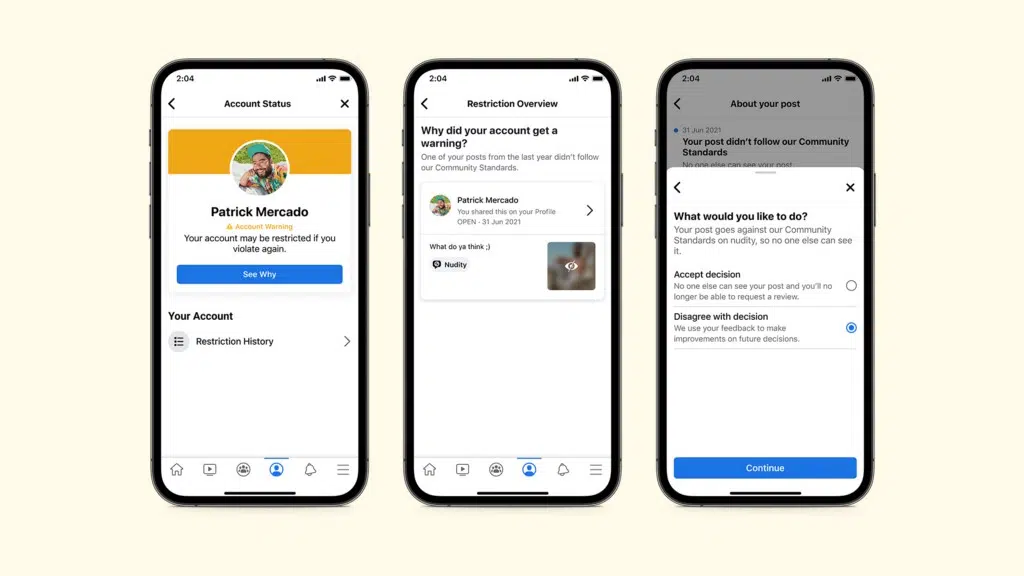 2:04
Account Status
Patrick Mercado
Account Warning
Your account may be restricted if you
violate again.
See Why
Your Account
Restriction History
2:04
Restriction Overview
Why did your account get a
warning?
One of your posts from the last year didn't follow
our Community Standards.
Patrick Mercado
You shared this on your Profile
OPEN - 31 Jun 2021
What do ya think ;)
Nudity
2:04
About your post
31 Jun 2021
Your post didn't follow our Community
Standards
No one else can see your post
What would you like to do?
Your post goes against our Community
Standards on nudity, so no one else can see
it.
Accept decision
No one else can see your post and you'll no
longer be able to request a review.
Disagree with decision
We use your feedback to make
improvements on future decisions.
Continue